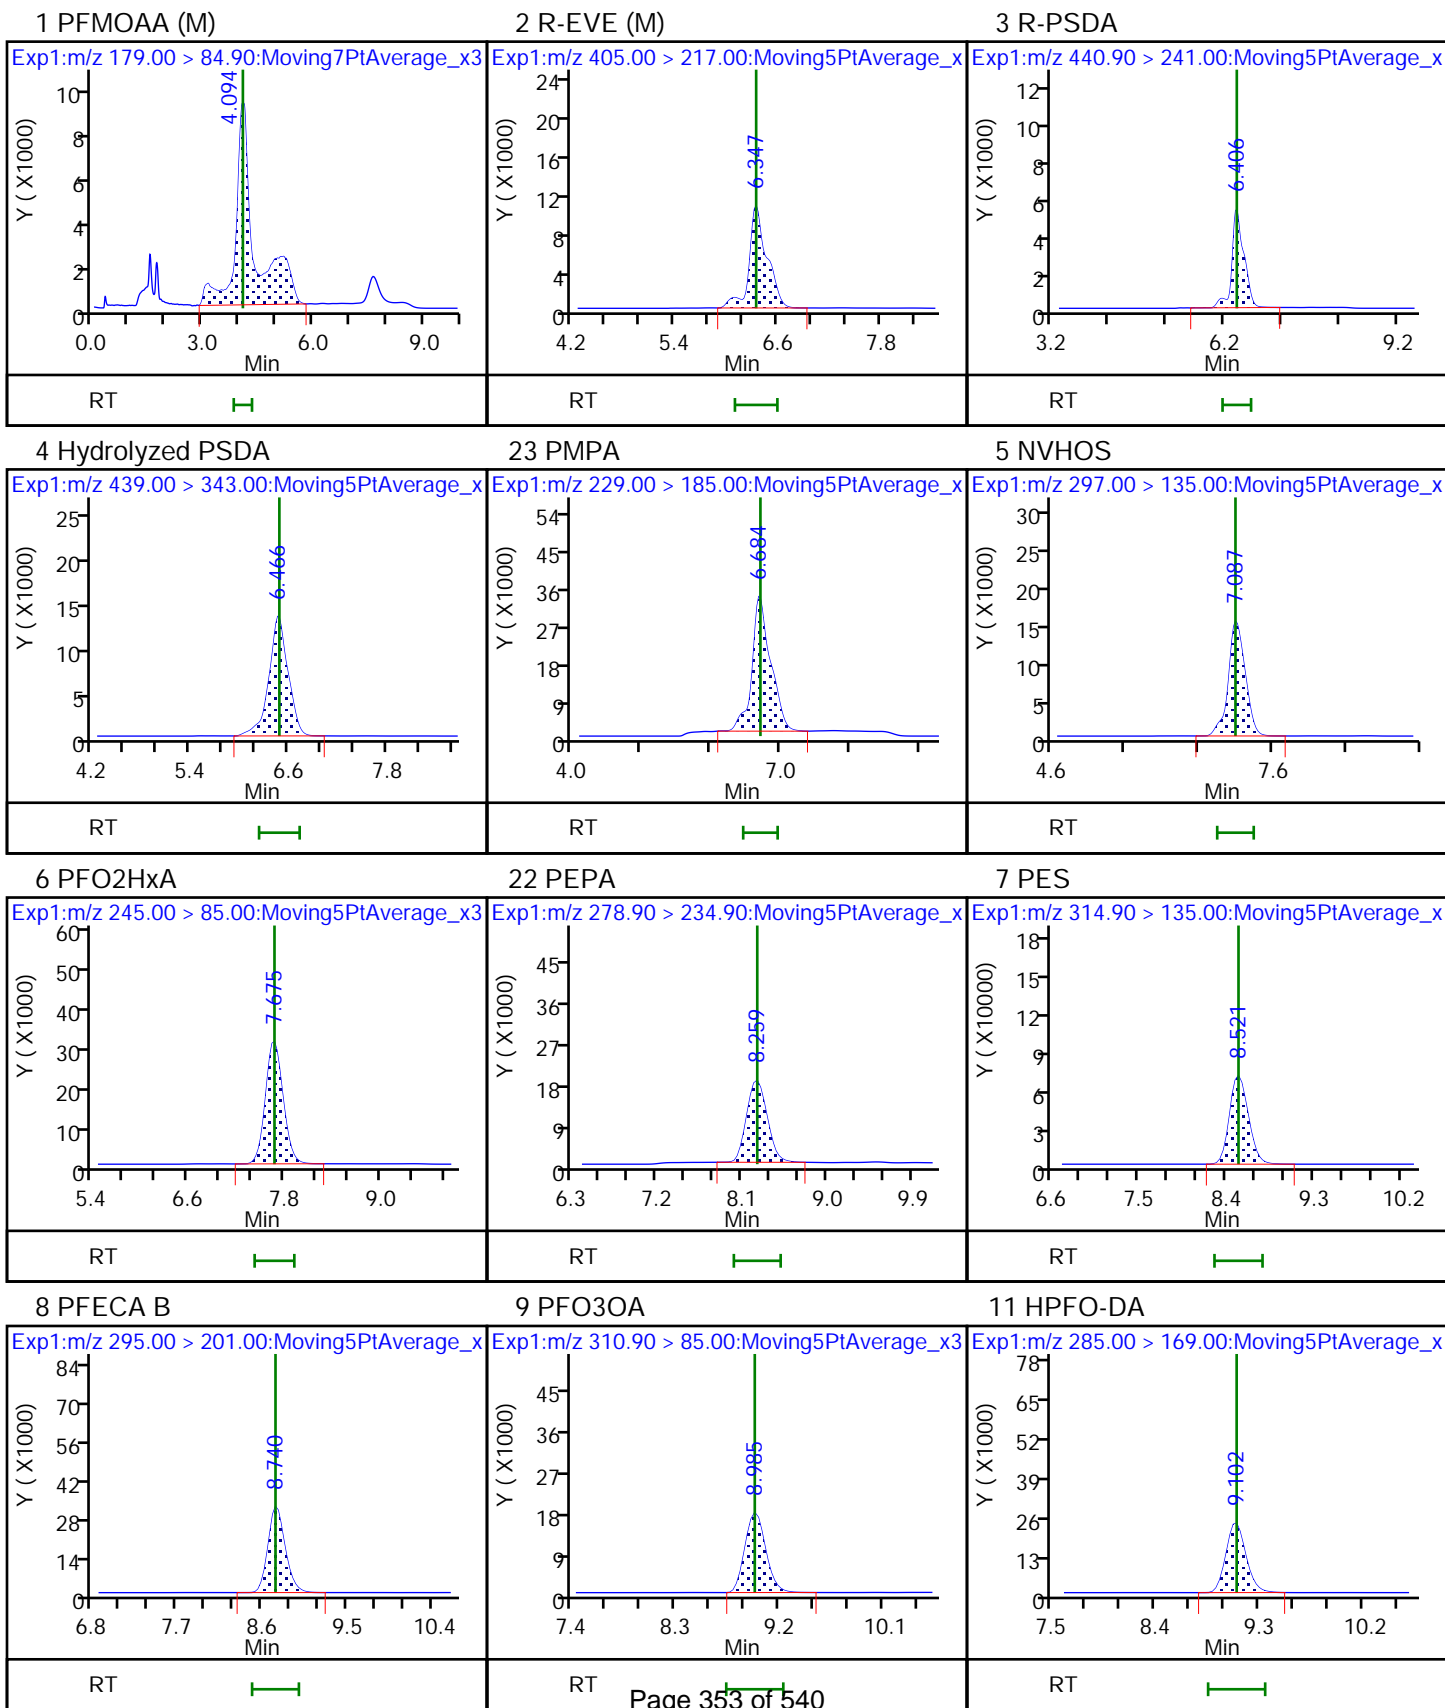 1 PFMOAA (M)
Exp1:m/z 179.00 > 84.90:Moving7PtAverage_x3
Y ( X1000)
10
8
6
4
2
0
4.094
0.0 3.0 6.0 9.0
Min
RT
2 R-EVE (M)
Exp1:m/z 405.00 > 217.00:Moving5PtAverage_x
Y ( X1000)
24
20
16
12
8
4
0
6.347
4.2 5.4 6.6 7.8
Min
RT
3 R-PSDA
Exp1:m/z 440.90 > 241.00:Moving5PtAverage_x
Y ( X1000)
12
10
8
6
4
2
0
6.406
3.2 6.2 9.2
Min
RT
4 Hydrolyzed PSDA
Exp1:m/z 439.00 > 343.00:Moving5PtAverage_x
Y ( X1000)
25
20
15
10
5
0
6.466
4.2 5.4 6.6 7.8
Min
RT
23 PMPA
Exp1:m/z 229.00 > 185.00:Moving5PtAverage_x
Y ( X1000)
54
45
36
27
18
9
0
6.684
4.0 7.0
Min
RT
5 NVHOS
Exp1:m/z 297.00 > 135.00:Moving5PtAverage_x
Y ( X1000)
30
25
20
15
10
5
0
7.087
4.6 7.6
Min
RT
6 PFO2HxA
Exp1:m/z 245.00 > 85.00:Moving5PtAverage_x3
Y ( X1000)
60
50
40
30
20
10
0
7.675
5.4 6.6 7.8 9.0
Min
RT
22 PEPA
Exp1:m/z 278.90 > 234.90:Moving5PtAverage_x
Y ( X1000)
45
36
27
18
9
0
8.259
6.3 7.2 8.1 9.0 9.9
Min
RT
7 PES
Exp1:m/z 314.90 > 135.00:Moving5PtAverage_x
Y ( X10000)
18
15
12
9
6
3
0
8.521
6.6 7.5 8.4 9.3 10.2
Min
RT
8 PFECA B
Exp1:m/z 295.00 > 201.00:Moving5PtAverage_x
Y ( X1000)
84
70
56
42
28
14
0
8.740
6.8 7.7 8.6 9.5 10.4
Min
RT
9 PFO3OA
Exp1:m/z 310.90 > 85.00:Moving5PtAverage_x3
Y ( X1000)
45
36
27
18
9
0
8.985
7.4 8.3 9.2 10.1
Min
RT
11 HPFO-DA
Exp1:m/z 285.00 > 169.00:Moving5PtAverage_x
Y ( X1000)
78
65
52
39
26
13
0
9.102
7.5 8.4 9.3 10.2
Min
RT
Page 353 of 540